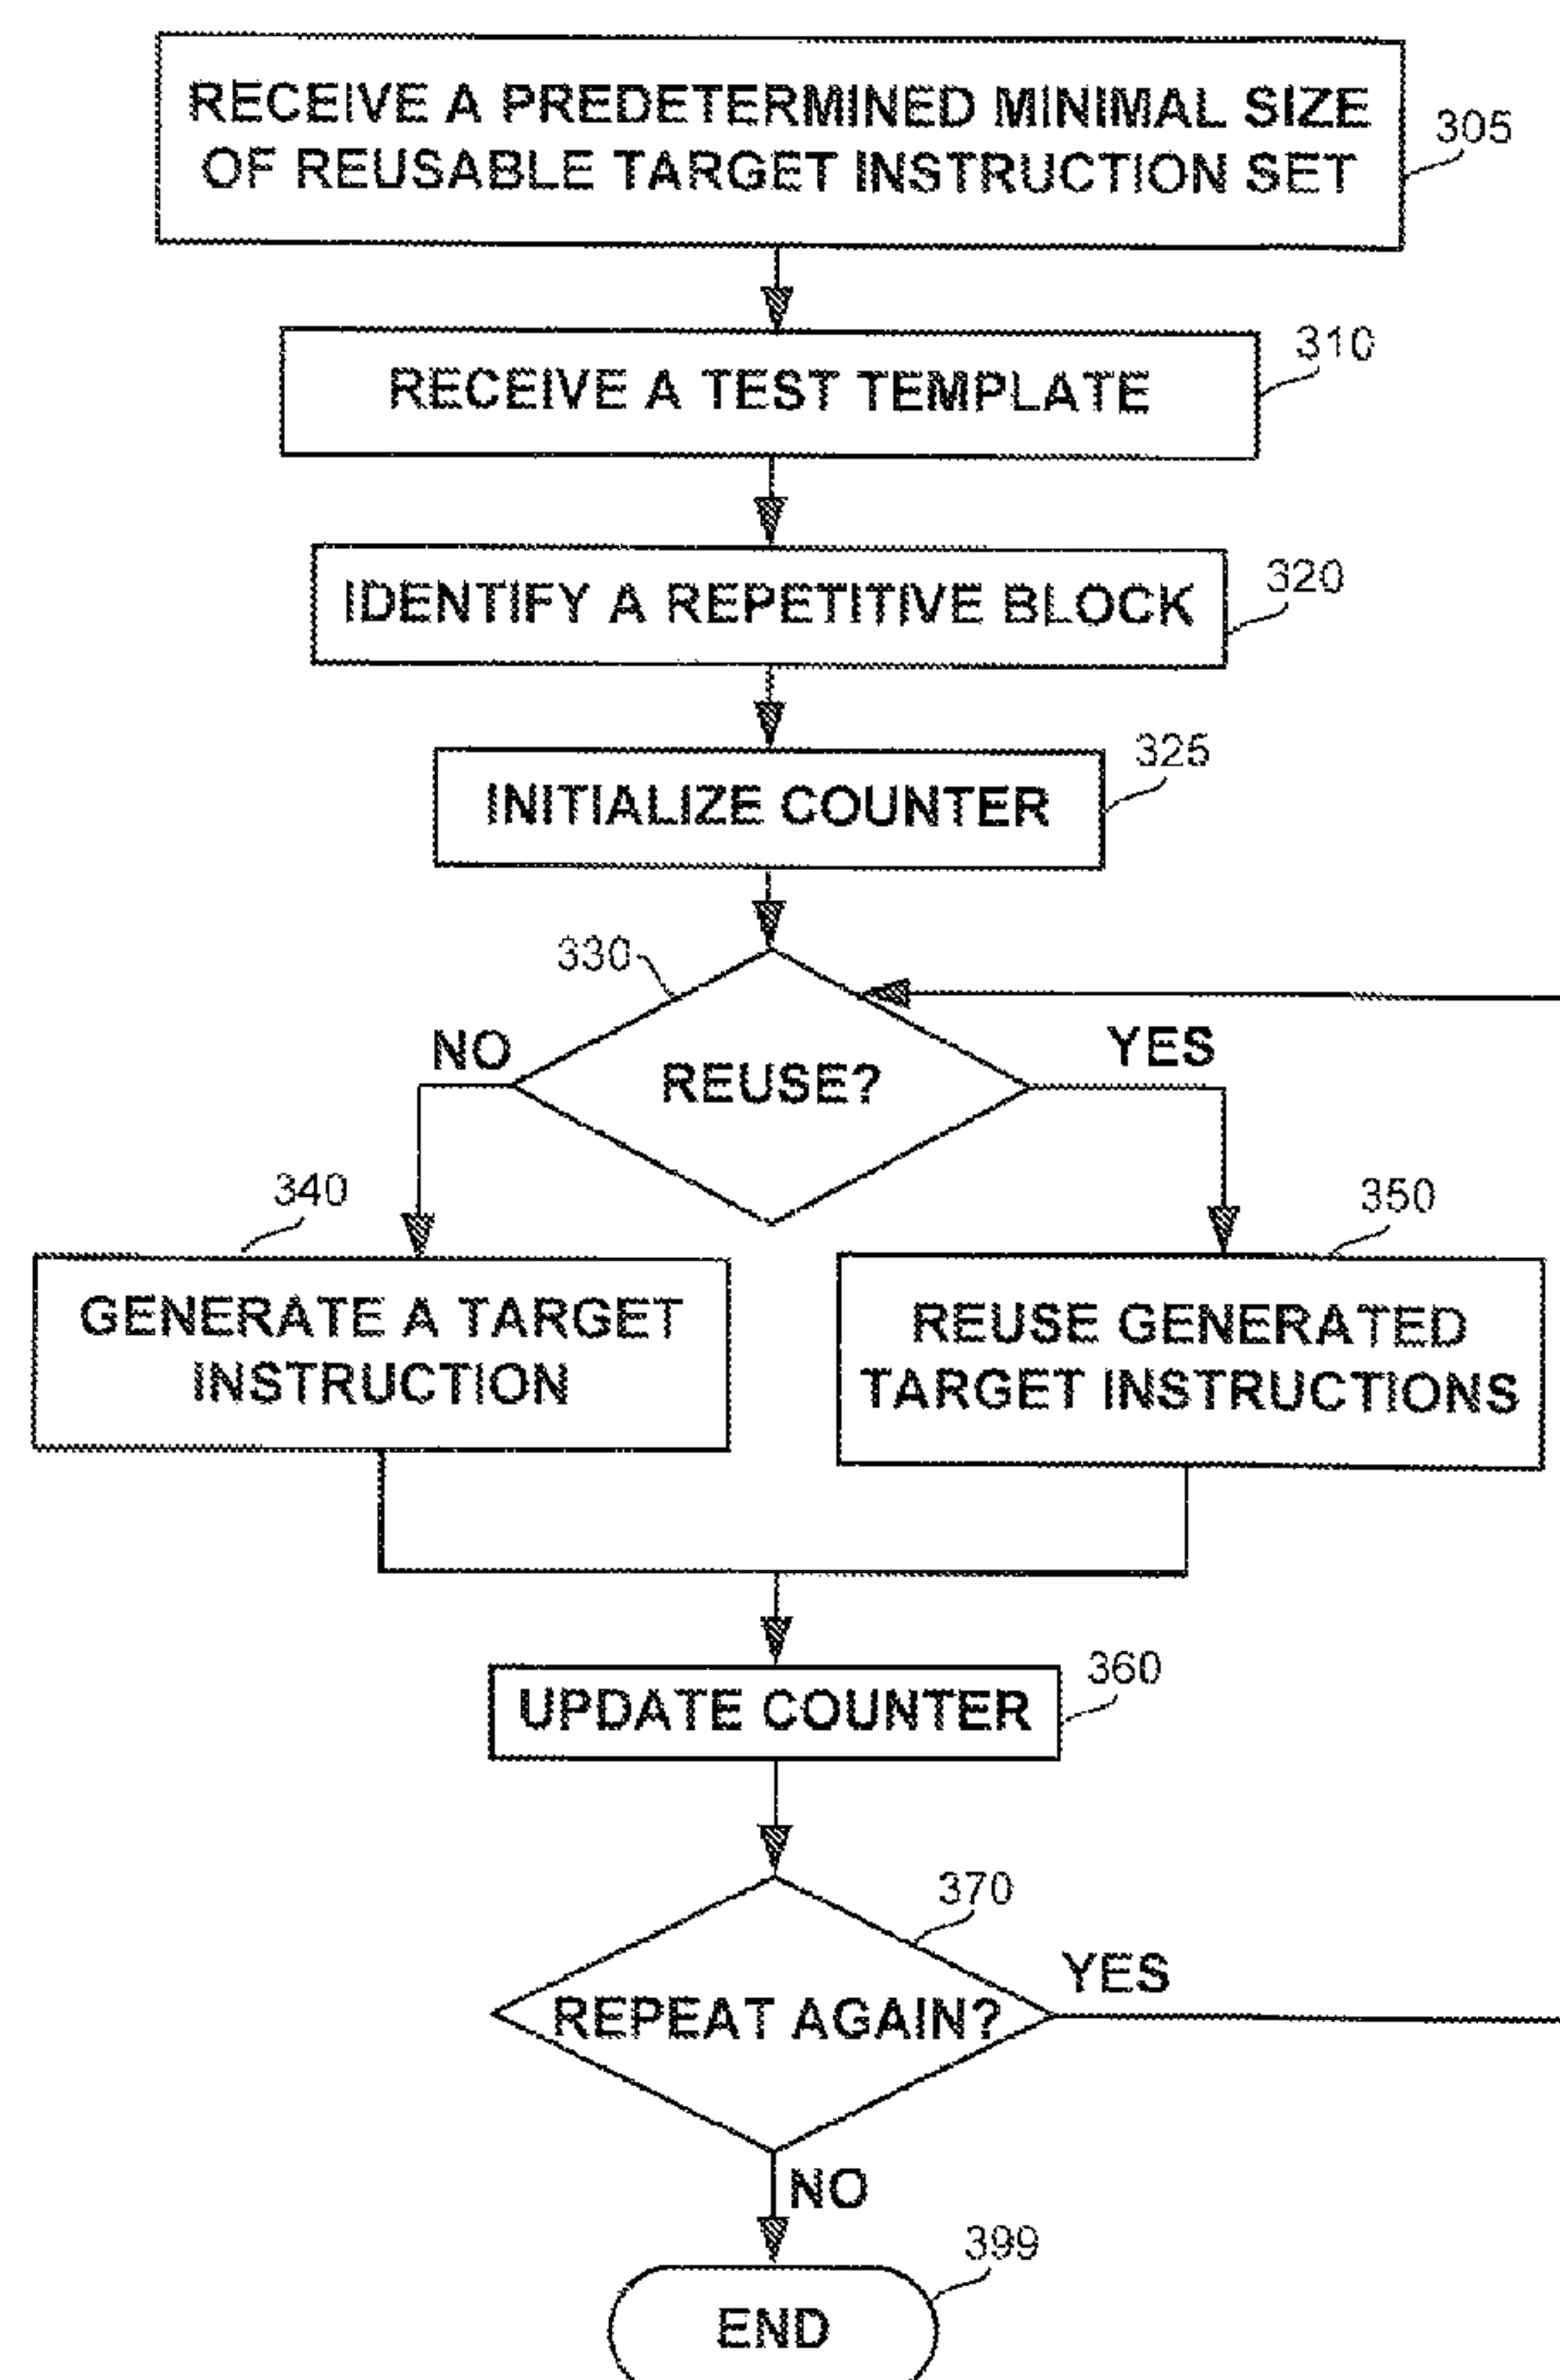 RECEIVE A PREDETERMINED MINIMAL SIZE
OF REUSABLE TARGET INSTRUCTION SET
305
RECEIVE A TEST TEMPLATE
310
IDENTIFY A REPETITIVE BLOCK
320
INITIALIZE COUNTER
325
330
NO
REUSE?
YES
340
GENERATE A TARGET
INSTRUCTION
350
REUSE GENERATED
TARGET INSTRUCTIONS
UPDATE COUNTER
360
370
REPEAT AGAIN?
YES
NO
399
END